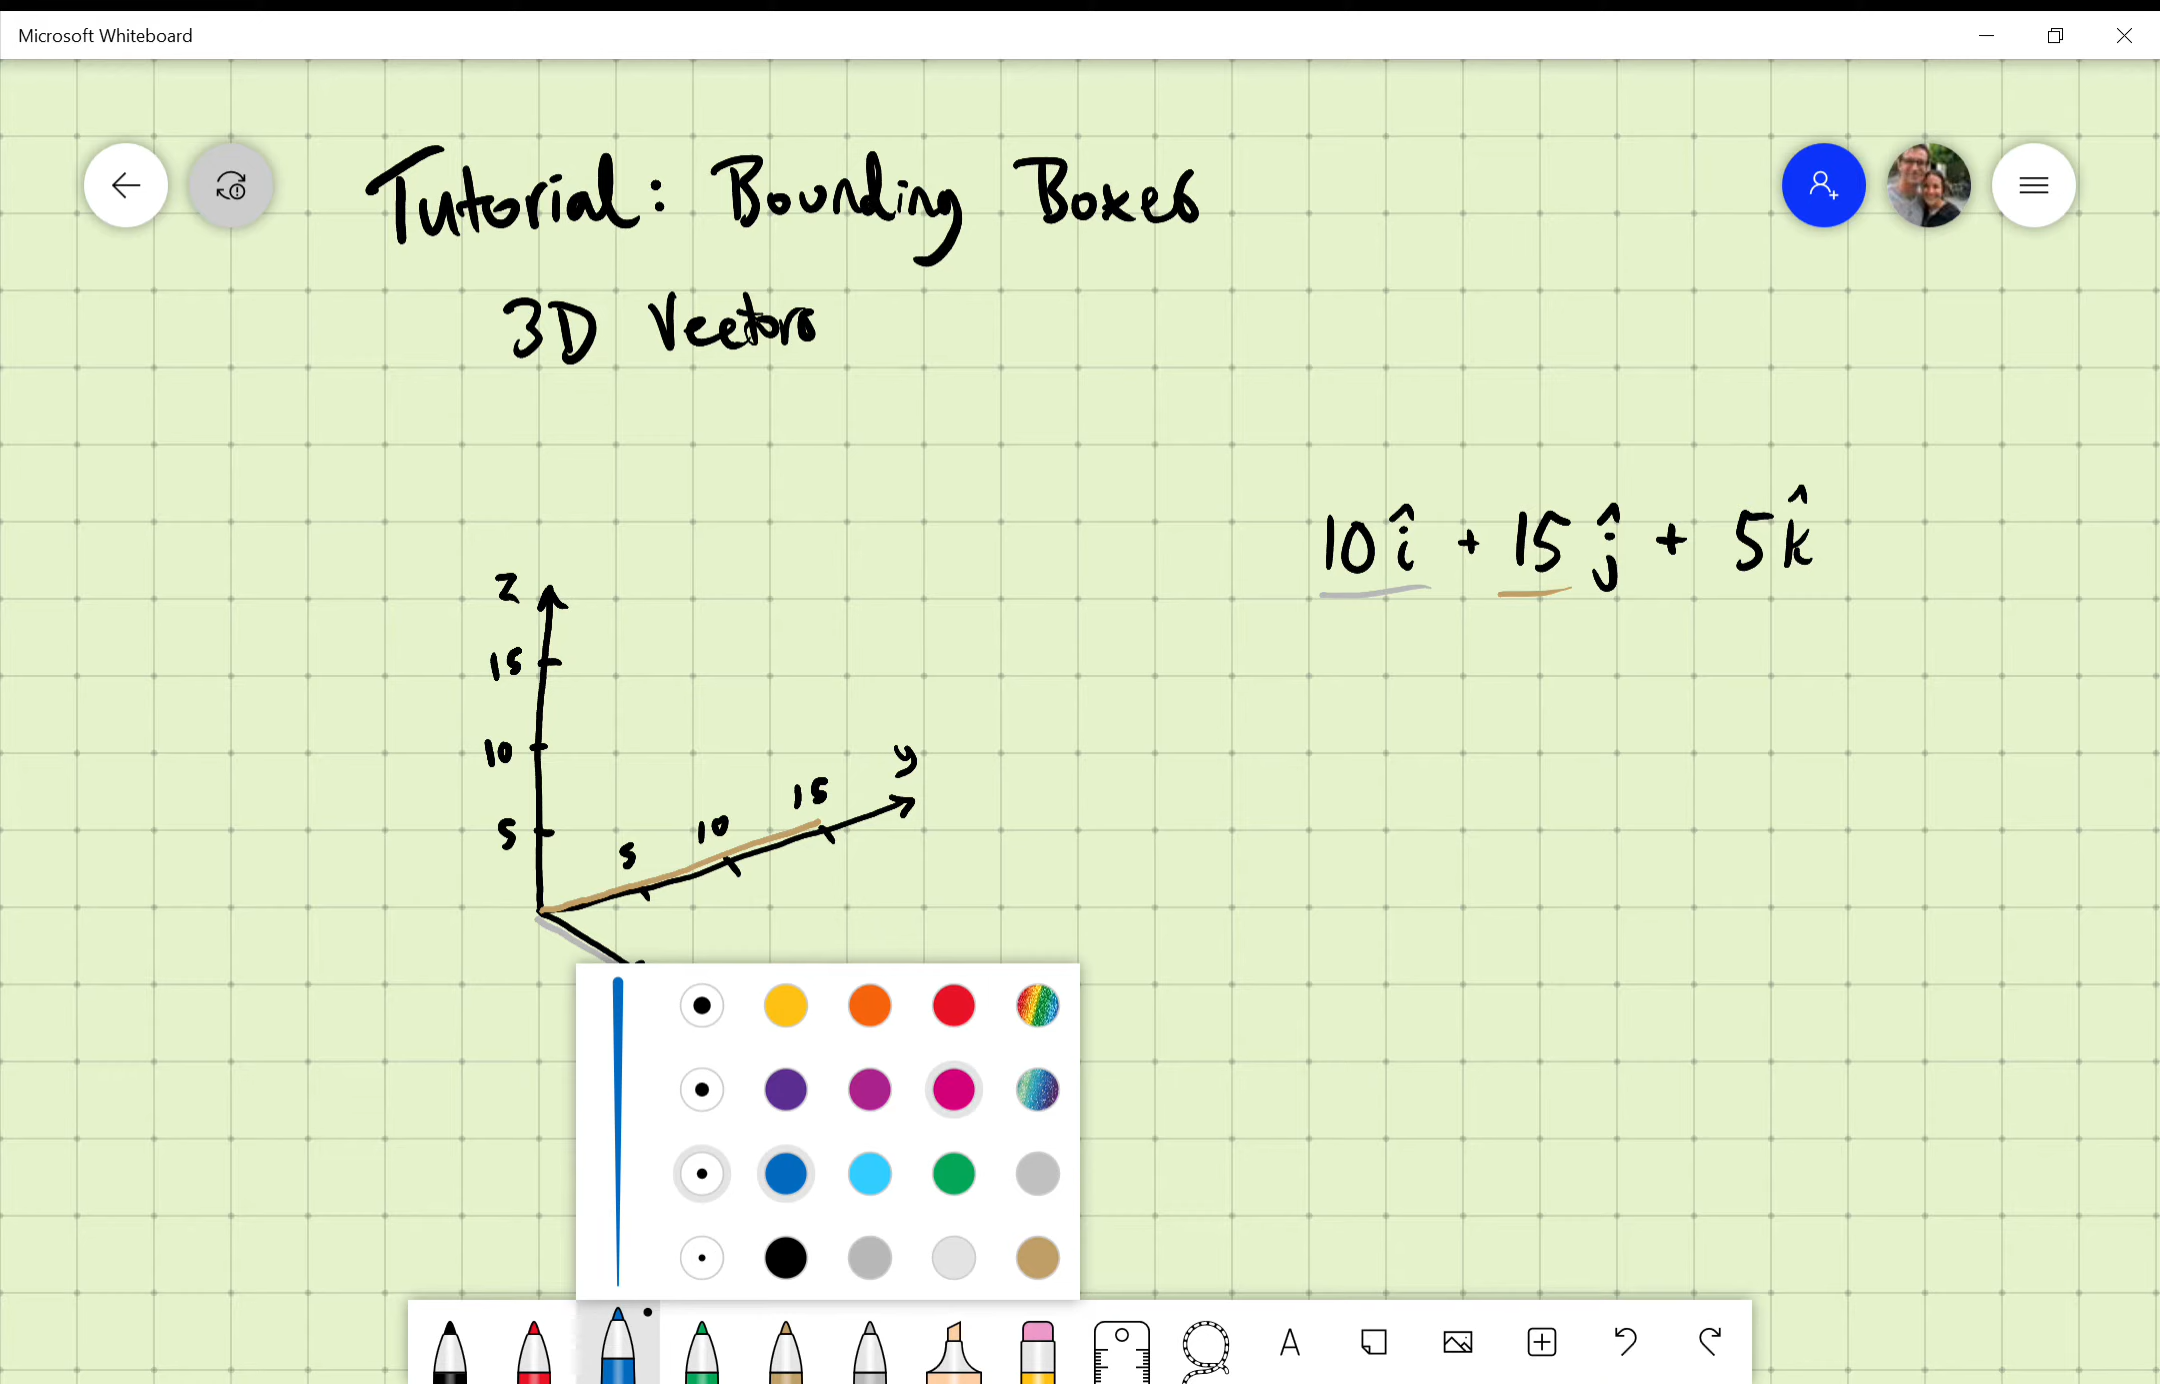 Microsoft Whiteboard
Tutorial: Bounding Boxes
3D Vectors
10î + 15ĵ + 5k̂
z
15
10
5
y
15
10
5